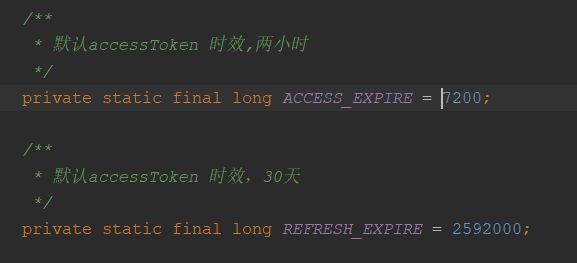 /**
* 默认accessToken 时效,两小时
*/
private static final long ACCESS_EXPIRE = 7200;
/**
* 默认accessToken 时效，30天
*/
private static final long REFRESH_EXPIRE = 2592000;